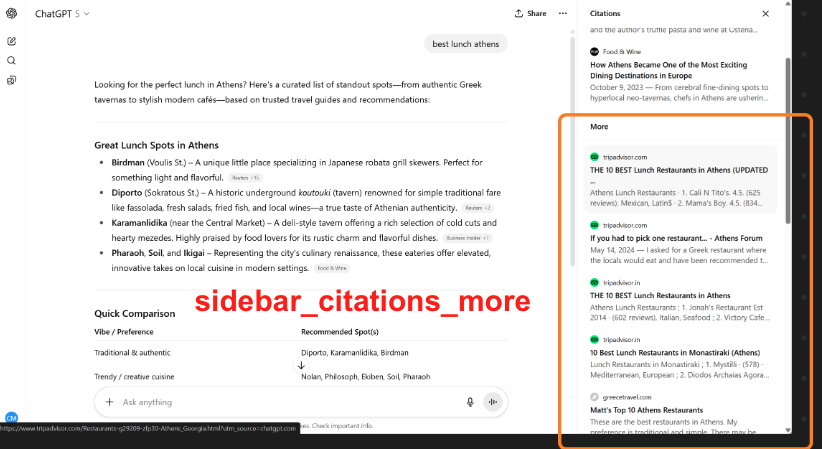 ChatGPT 5
Share
best lunch athens
Looking for the perfect lunch in Athens? Here's a curated list of standout spots—from authentic Greek
tavernas to stylish modern cafés—based on trusted travel guides and recommendations:
Great Lunch Spots in Athens
Birdman (Voulis St.) – A unique little place specializing in Japanese robata grill skewers. Perfect for
something light and flavorful. Reuters +15
Diporto (Sokratous St.) – A historic underground koutouki (tavern) renowned for simple traditional fare
like fassolada, fresh salads, fried fish, and local wines—a true taste of Athenian authenticity. Reuters +2
Karamanlidika (near the Central Market) – A deli-style tavern offering a rich selection of cold cuts and
hearty mezedes. Highly praised by food lovers for its rustic charm and flavorful dishes. Business Insider +1
Pharaoh, Soil, and Ikigai – Representing the city's culinary renaissance, these eateries offer elevated,
innovative takes on local cuisine in modern settings. Food & Wine
Quick Comparison
Vibe / Preference Recommended Spot(s)
Traditional & authentic Diporto, Karamanlidika, Birdman
Trendy / creative cuisine Nolan, Philosoph, Ekiben, Soil, Pharaoh
Ask anything
Check important info.
CM
https://www.tripadvisor.com/Restaurants-g29209-zfp30-Athens_Georgia.html?utm_source=chatgpt.com
sidebar_citations_more
Citations
and the author's truffle pasta and wine at Osteria...
Food & Wine
How Athens Became One of the Most Exciting
Dining Destinations in Europe
October 9, 2023 — From cerebral fine-dining spots to
hyperlocal neo-tavernas, chefs in Athens are usherin...
More
tripadvisor.com
THE 10 BEST Lunch Restaurants in Athens (UPDATED
...
Athens Lunch Restaurants · 1. Cali N Tito's. 4.5. (625
reviews). Mexican, Latin$ · 2. Mama's Boy. 4.5. (834...
tripadvisor.com
If you had to pick one restaurant... - Athens Forum
May 14, 2024 — I asked for a Greek restaurant where
the locals would eat and have been recommended t...
tripadvisor.in
THE 10 BEST Lunch Restaurants in Athens
Athens Lunch Restaurants ; 1. Jonah's Restaurant Est
2014 · (602 reviews). Italian, Seafood ; 2. Victory Cafe...
tripadvisor.in
10 Best Lunch Restaurants in Monastiraki (Athens)
Lunch Restaurants in Monastiraki ; 1. Mystilli · (578) ·
Mediterranean, European ; 2. Diodos Archaias Agora...
greecetravel.com
Matt's Top 10 Athens Restaurants
These are the best restaurants in Athens. My
preference is traditional and simple. There may be